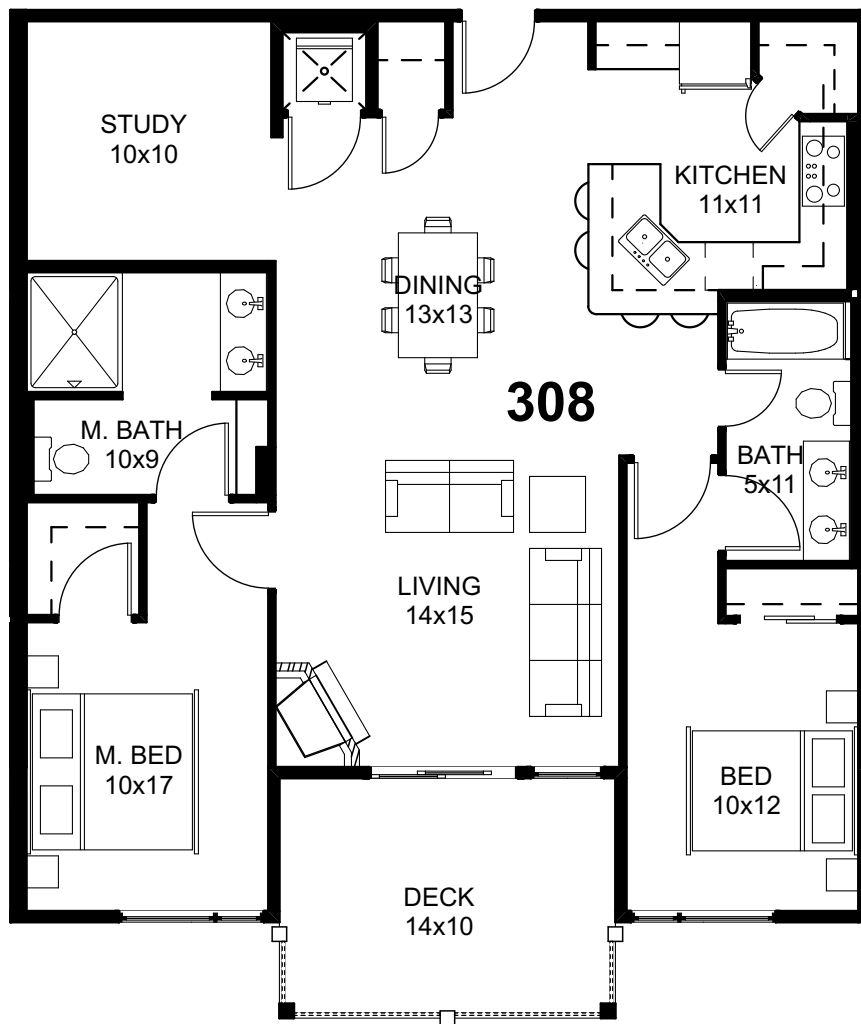 STUDY
10x10
KITCHEN
11x11
DINING
13x13
308
M. BATH
10x9
BATH
5x11
LIVING
14x15
M. BED
10x17
BED
10x12
DECK
14x10